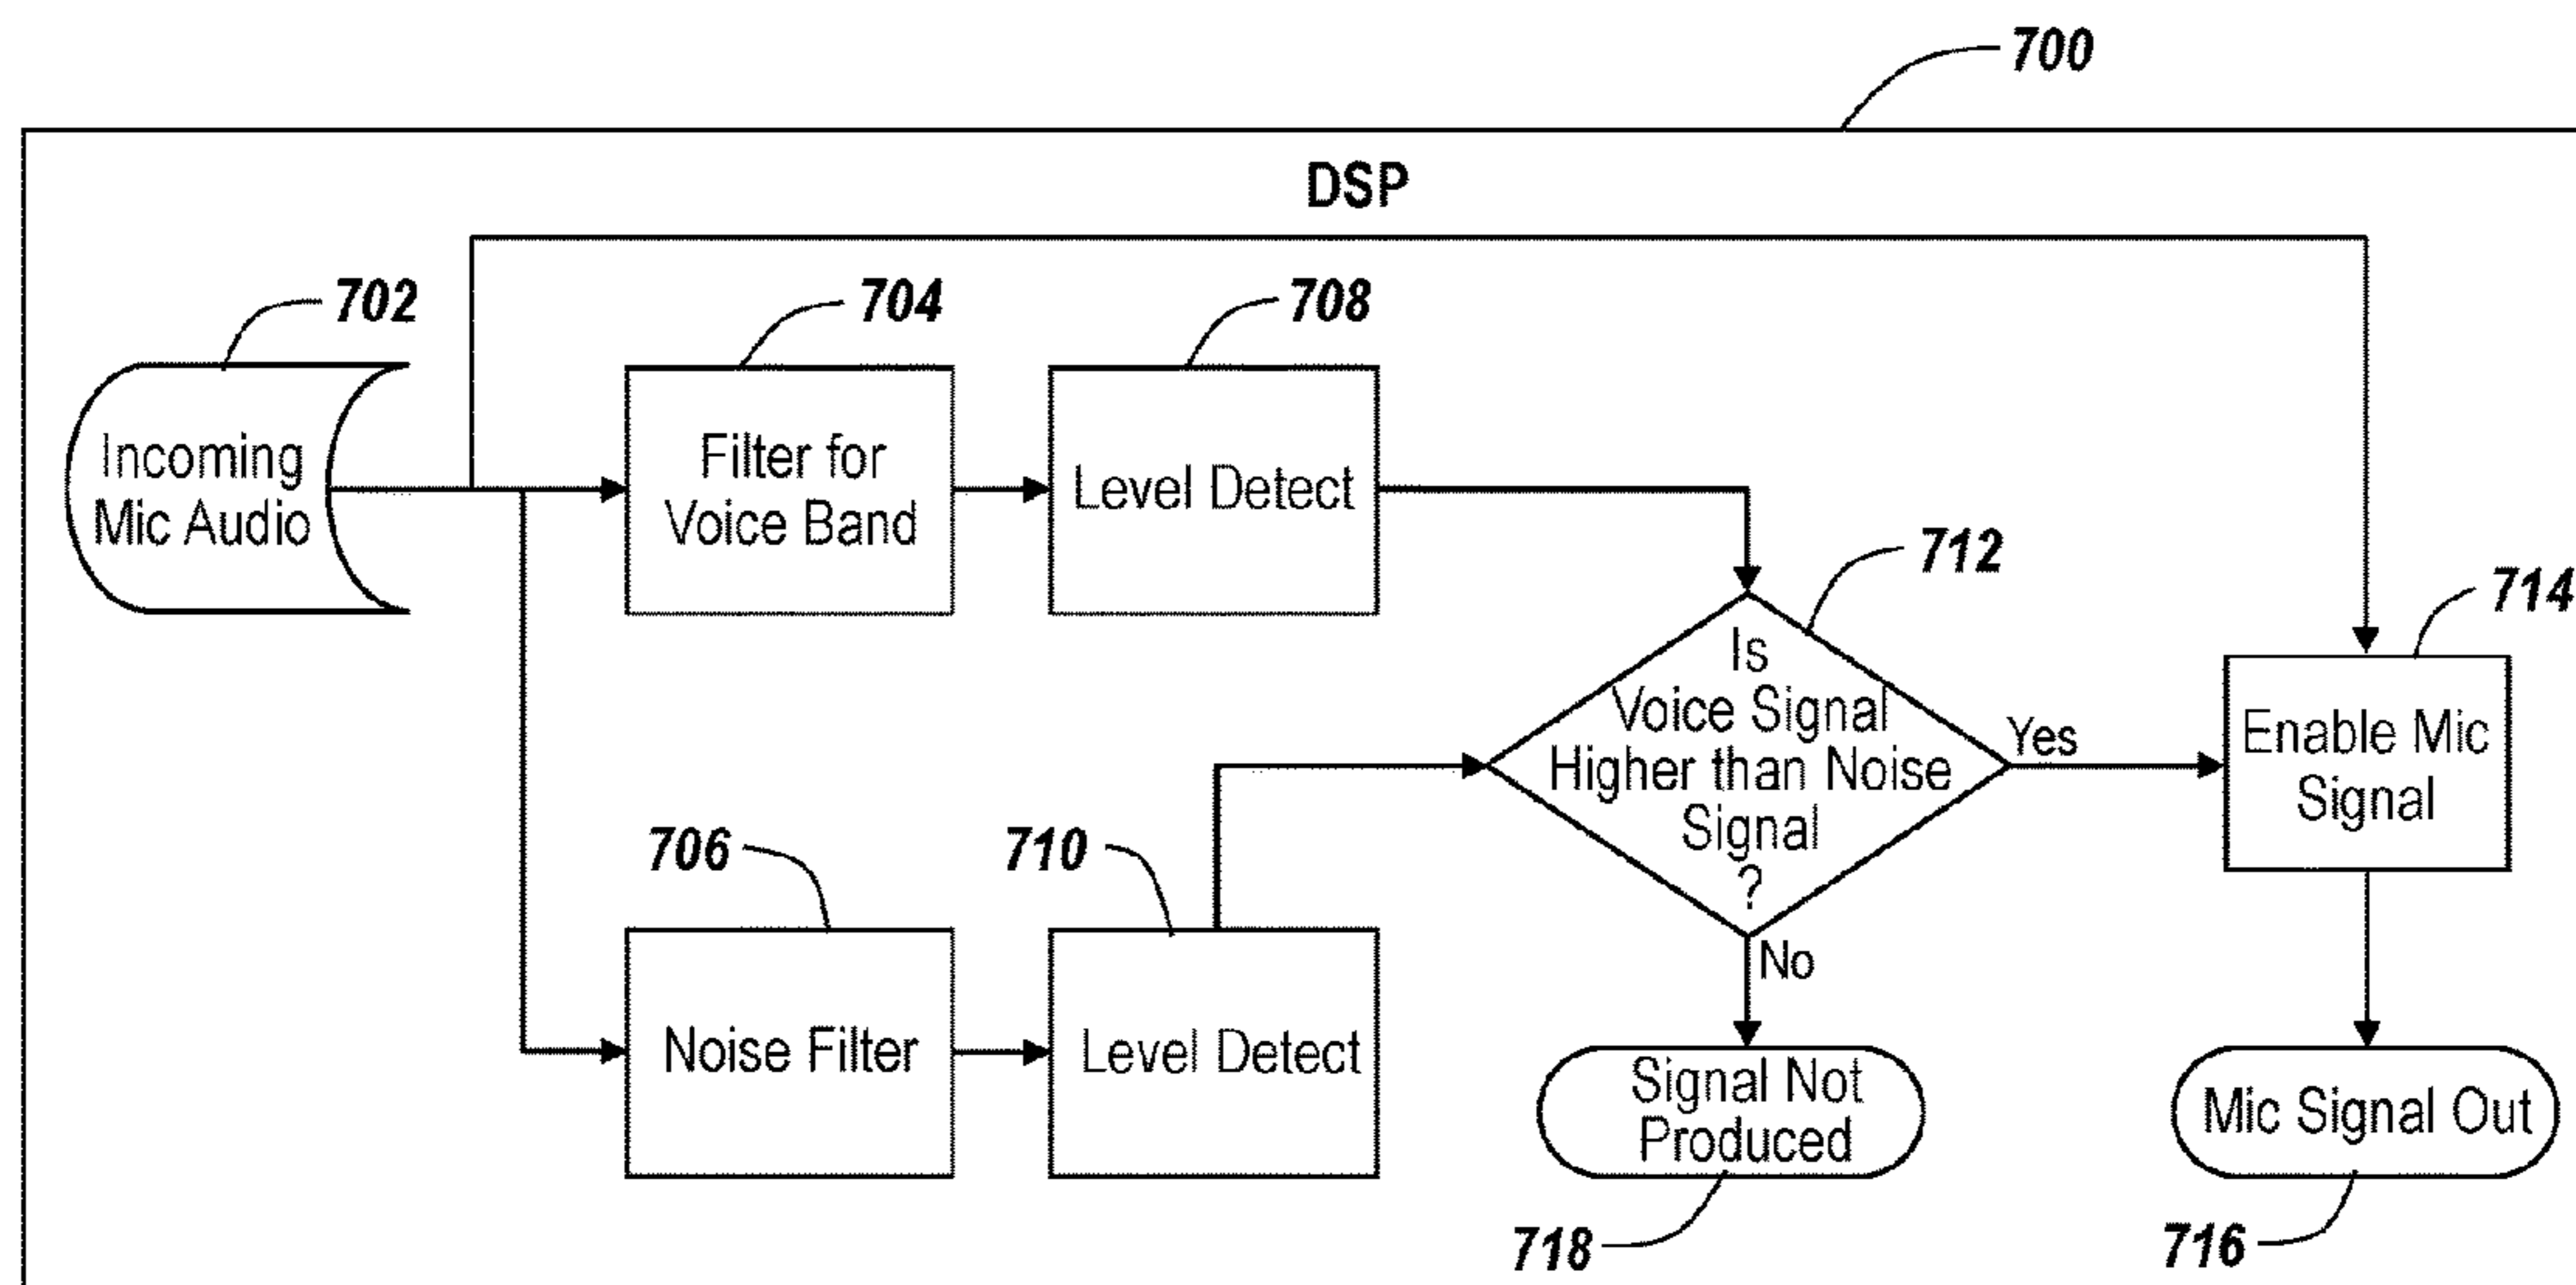 700
DSP
702
704
708
Incoming
Mic Audio
Filter for
Voice Band
Level Detect
712
714
Is
Voice Signal
Higher than Noise
Signal
?
Yes
Enable Mic
Signal
706
710
No
Noise Filter
Level Detect
Signal Not
Produced
Mic Signal Out
718
716